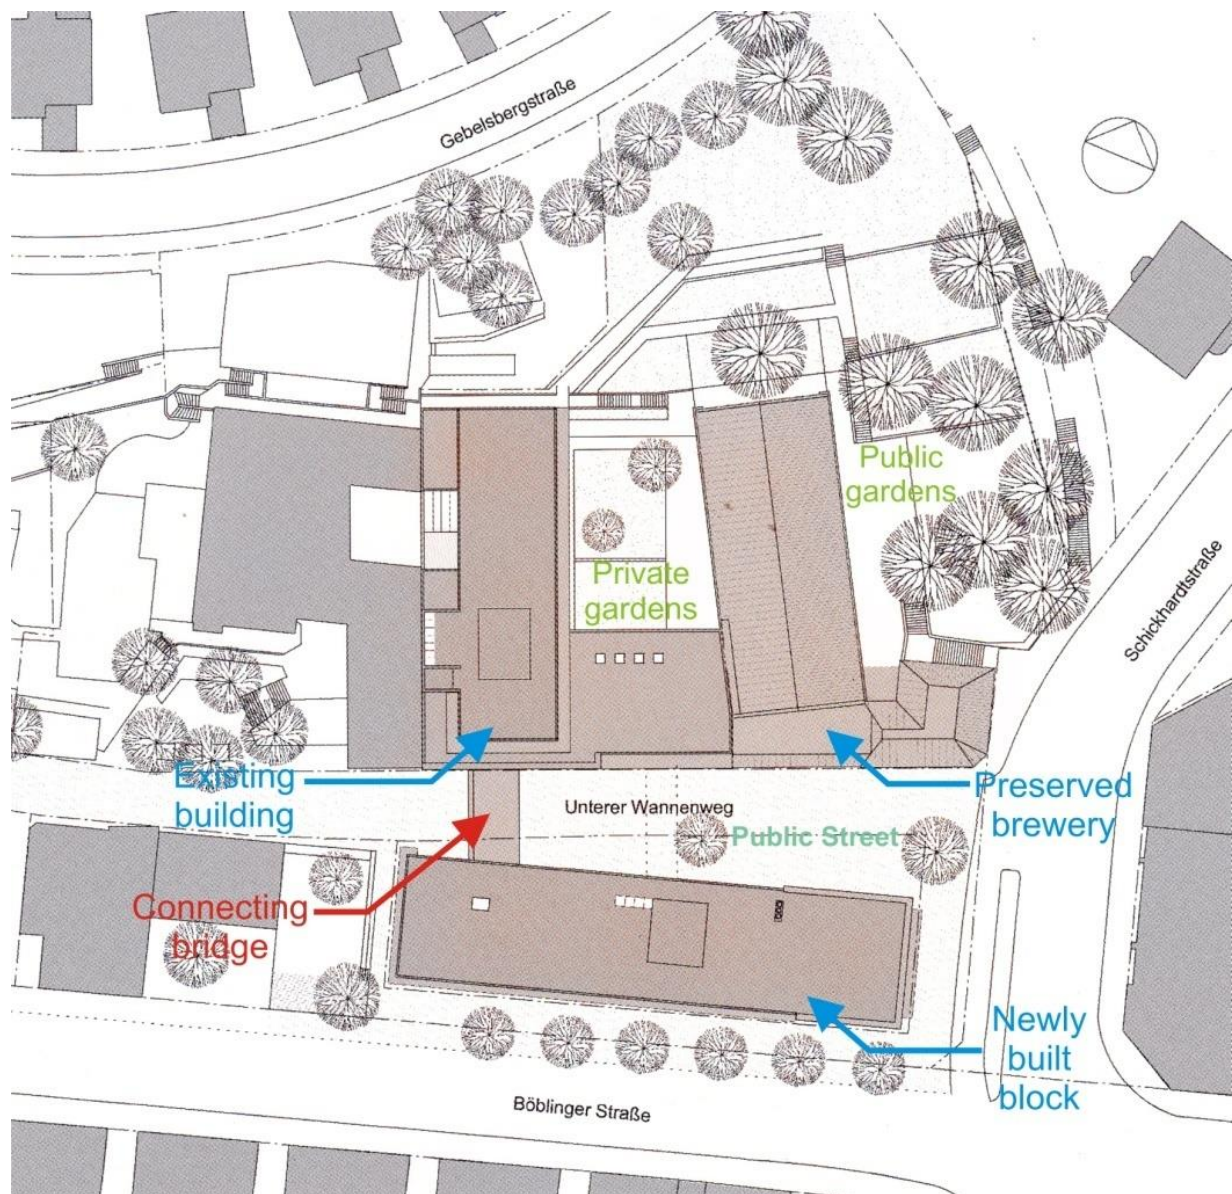 Gebelsbergstraße
Public
gardens
Private
gardens
Schickhardtstraße
Existing
building
Unterer Wannenweg
Preserved
brewery
Public Street
Connecting
bridge
Newly
built
block
Böblinger Straße